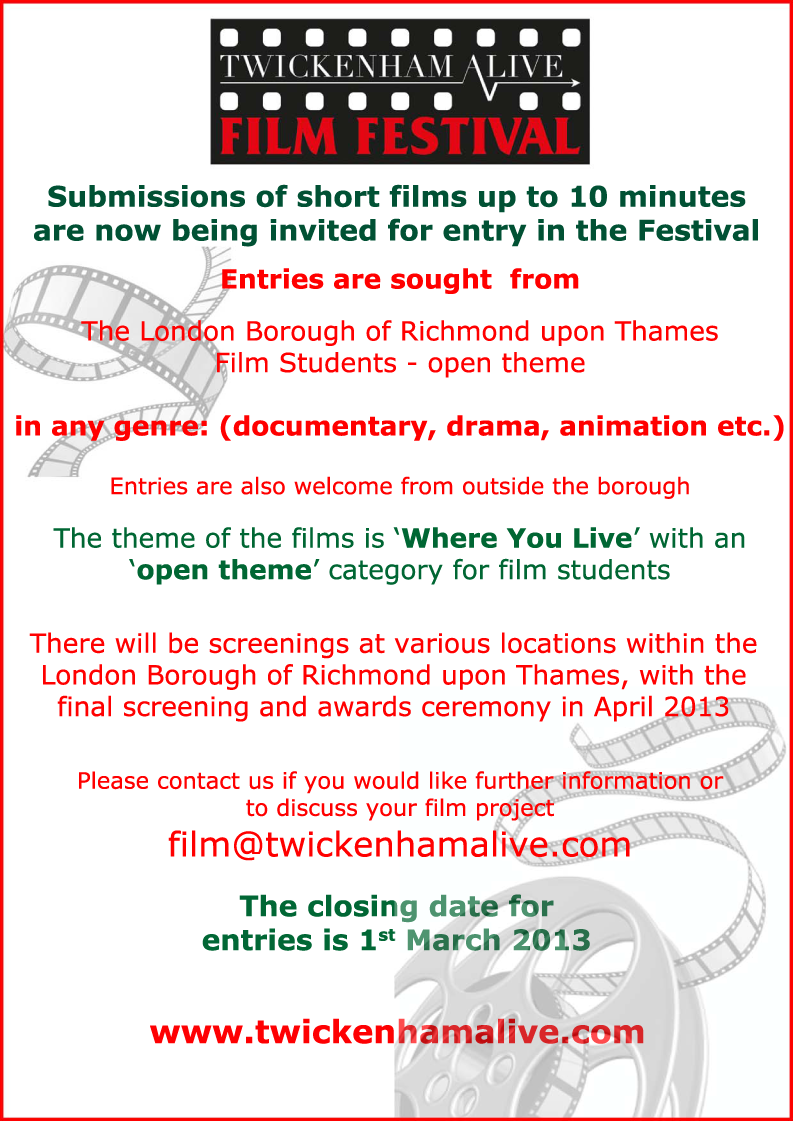 TWICKENHAM ALIVE
FILM FESTIVAL
Submissions of short films up to 10 minutes
are now being invited for entry in the Festival
Entries are sought  from
The London Borough of Richmond upon Thames
Film Students - open theme
in any genre: (documentary, drama, animation etc.)
Entries are also welcome from outside the borough
The theme of the films is ‘Where You Live’ with an
‘open theme’ category for film students
There will be screenings at various locations within the
London Borough of Richmond upon Thames, with the
final screening and awards ceremony in April 2013
Please contact us if you would like further information or
to discuss your film project
film@twickenhamalive.com
The closing date for
entries is 1st March 2013
www.twickenhamalive.com